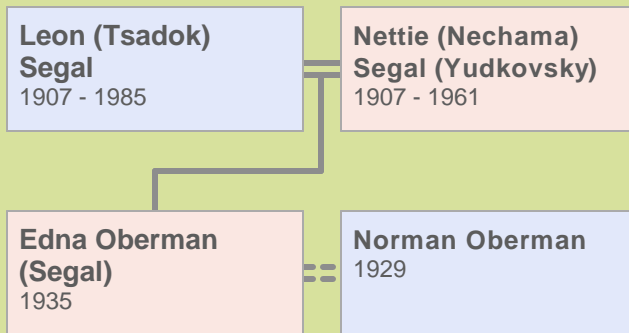 Leon (Tsadok)
Segal
1907 - 1985
Nettie (Nechama)
Segal (Yudkovsky)
1907 - 1961
Edna Oberman
(Segal)
1935
Norman Oberman
1929